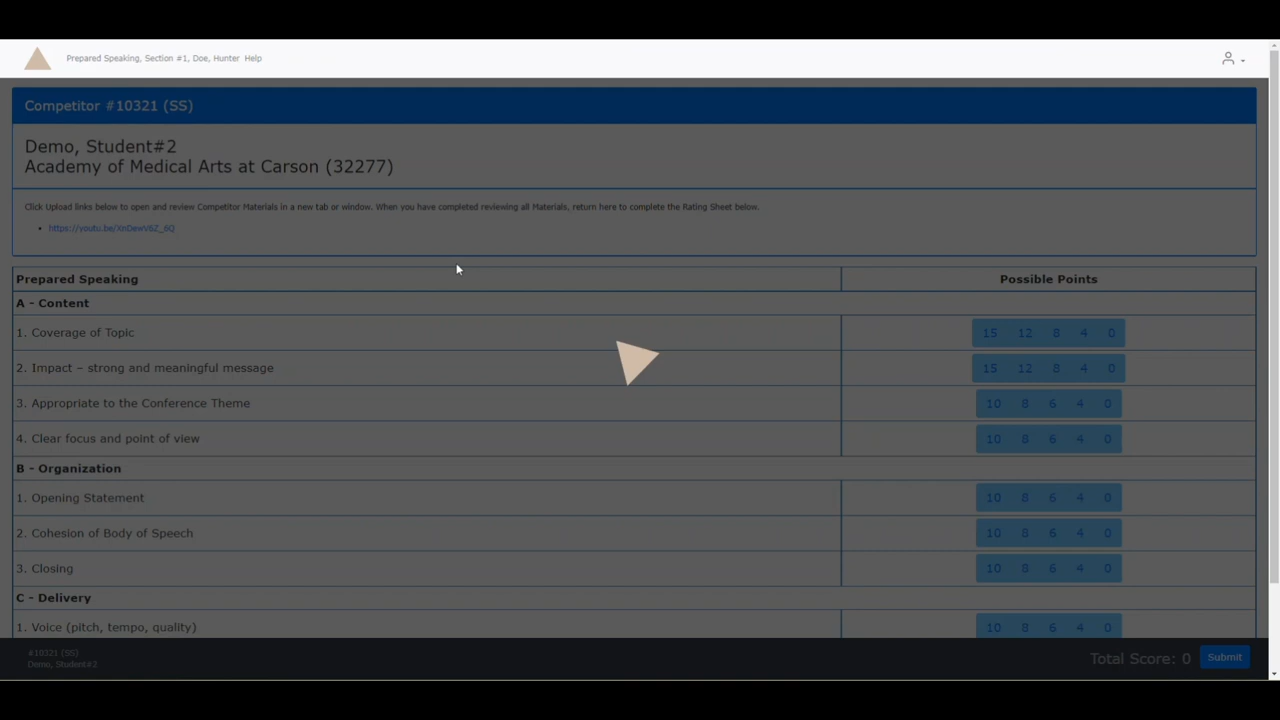 Prepared Speaking, Section #1, Doe, Hunter Help
Competitor #10321 (SS)
Demo, Student#2
Academy of Medical Arts at Carson (32277)
Click Upload links below to open and review Competitor Materials in a new tab or window. When you have completed reviewing all Materials, return here to complete the Rating Sheet below.
• https://youtu.be/XnDewV6Z_6Q
Prepared Speaking Possible Points
A - Content
1. Coverage of Topic 15 12 8 4 0
2. Impact – strong and meaningful message 15 12 8 4 0
3. Appropriate to the Conference Theme 10 8 6 4 0
4. Clear focus and point of view 10 8 6 4 0
B - Organization
1. Opening Statement 10 8 6 4 0
2. Cohesion of Body of Speech 10 8 6 4 0
3. Closing 10 8 6 4 0
C - Delivery
1. Voice (pitch, tempo, quality) 10 8 6 4 0
#10321 (SS)
Demo, Student#2
Total Score: 0 Submit